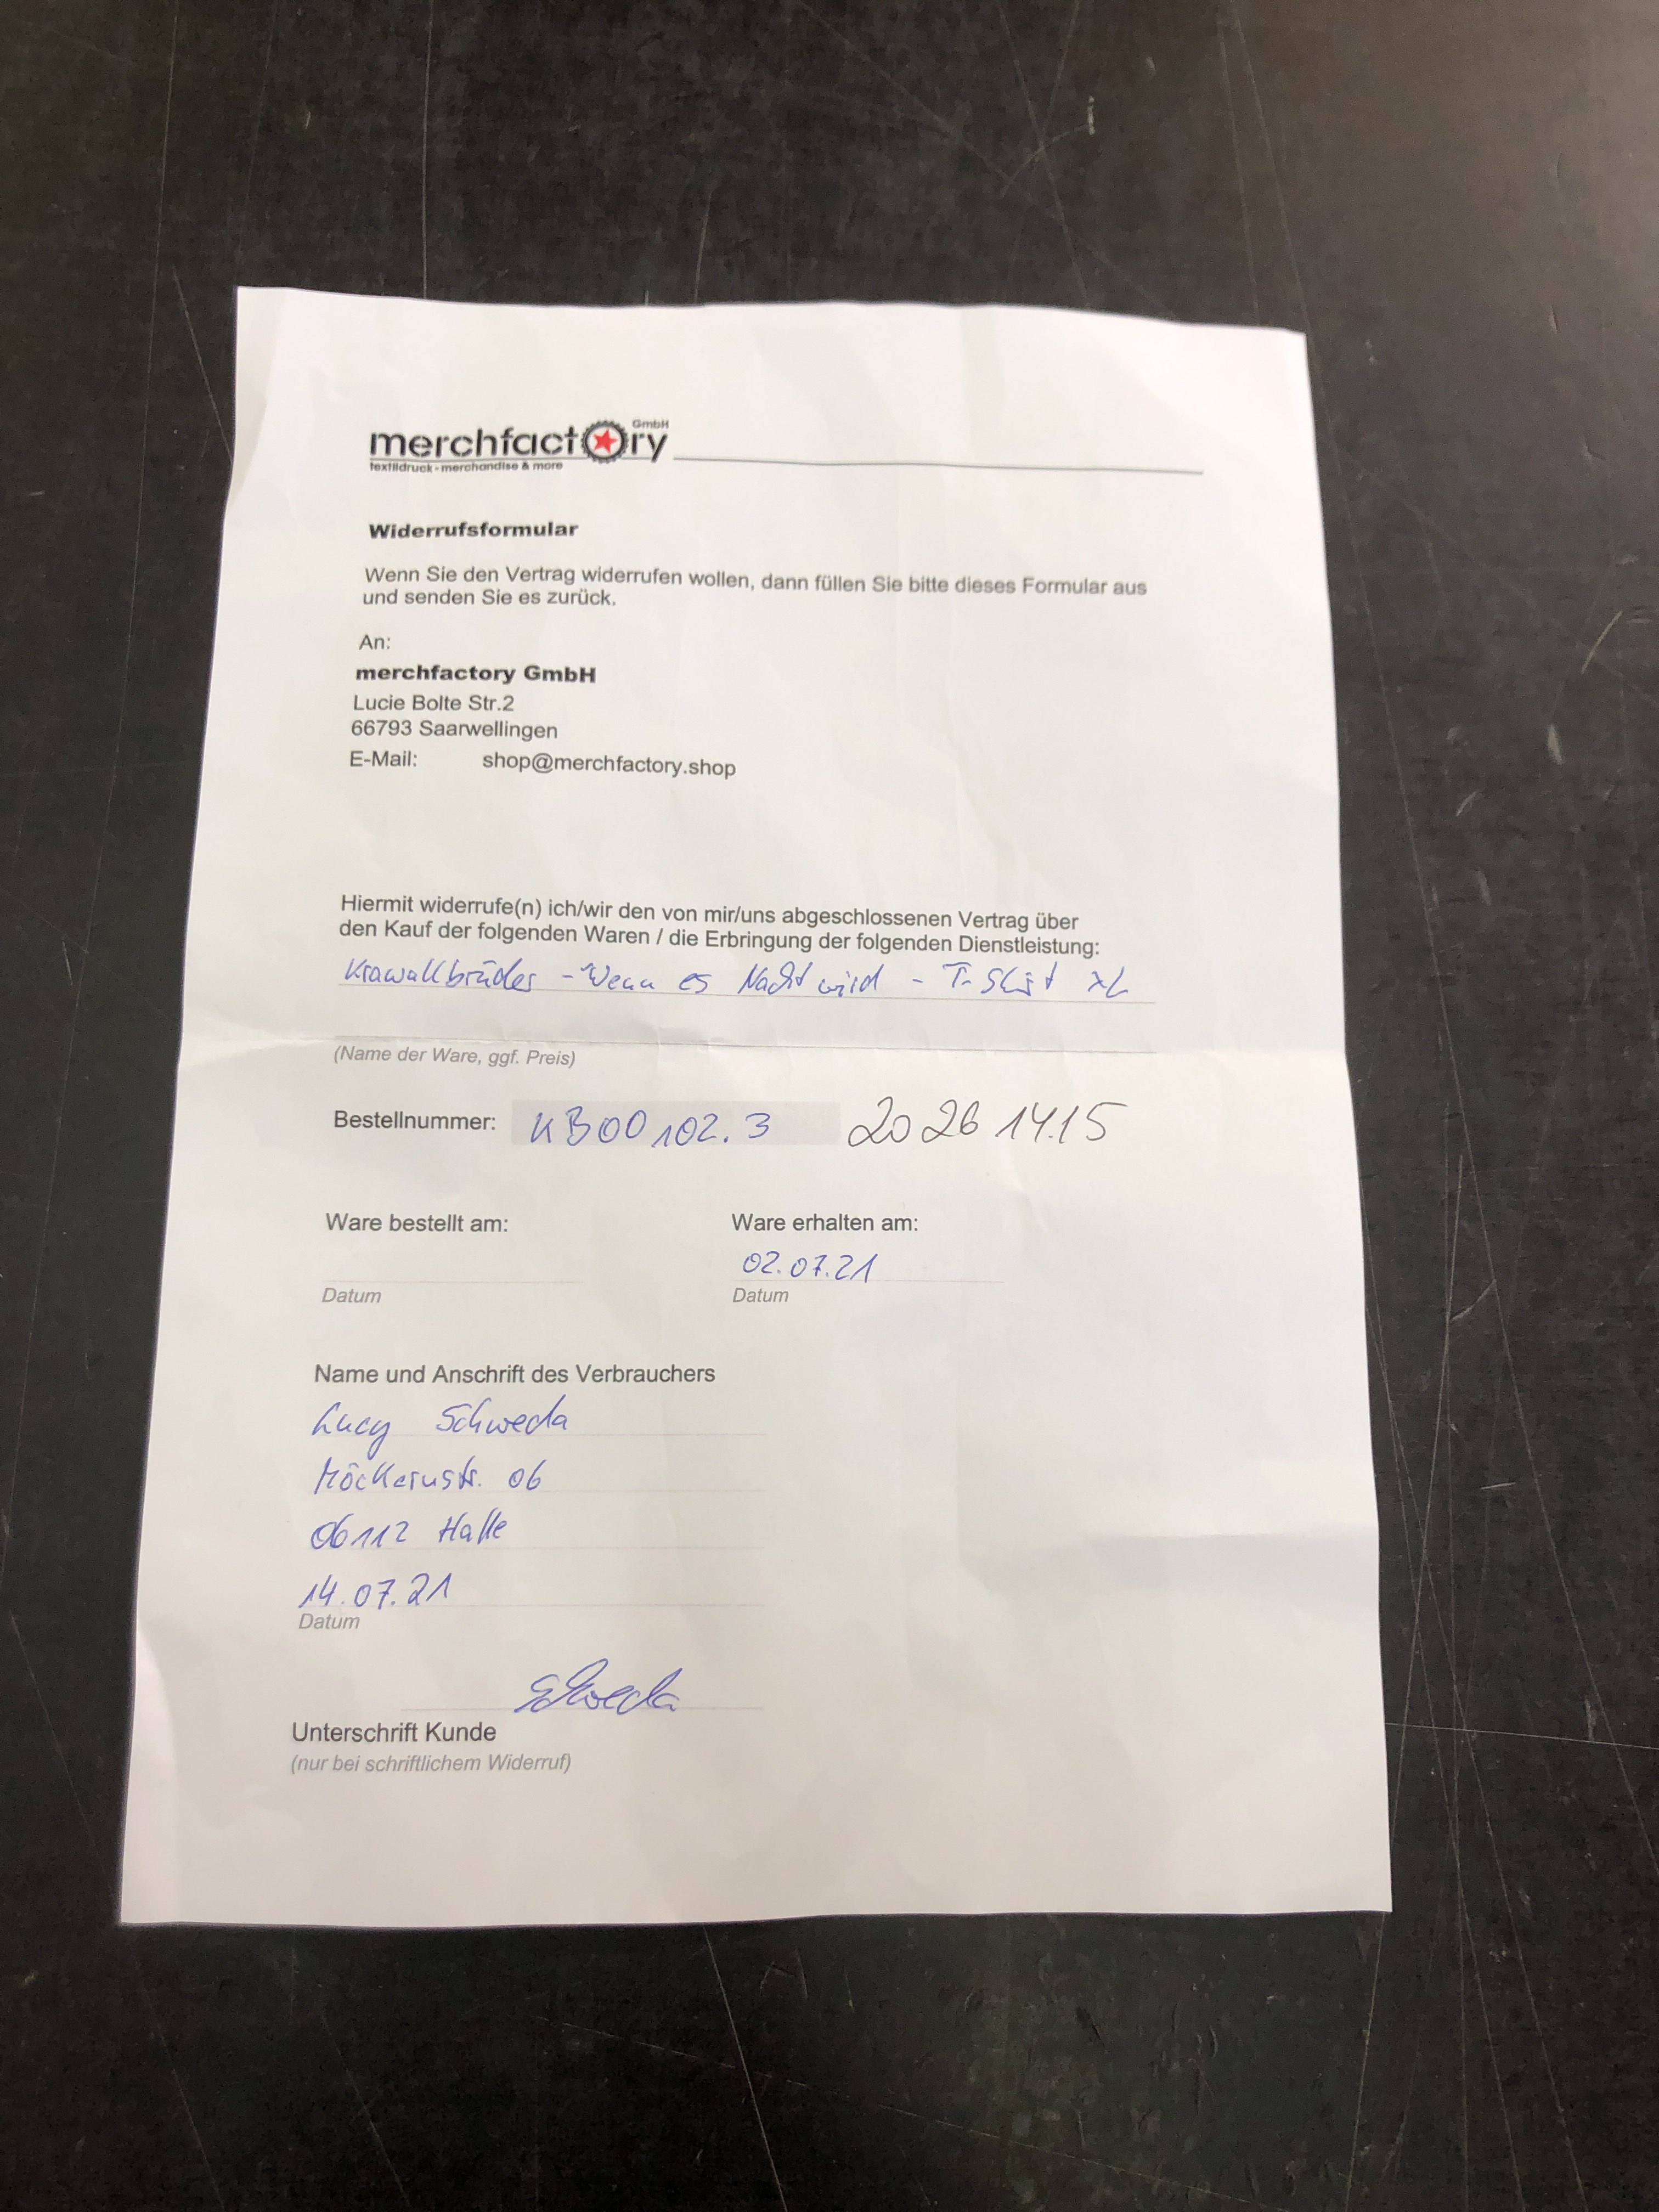 merchfactory GmbH
textildruck - merchandise & more
Widerrufsformular
Wenn Sie den Vertrag widerrufen wollen, dann füllen Sie bitte dieses Formular aus
und senden Sie es zurück.
An:
merchfactory GmbH
Lucie Bolte Str.2
66793 Saarwellingen
E-Mail: shop@merchfactory.shop
Hiermit widerrufe(n) ich/wir den von mir/uns abgeschlossenen Vertrag über
den Kauf der folgenden Waren / die Erbringung der folgenden Dienstleistung:
Krawallbrüder - Wenn es Nacht wird - T-Shirt XL
(Name der Ware, ggf. Preis)
Bestellnummer: KB00102.3 20261415
Ware bestellt am: Ware erhalten am:
02.07.21
Datum Datum
Name und Anschrift des Verbrauchers
Lucy Schweda
Möckernstr. 06
06112 Halle
14.07.21
Datum
Schweda
Unterschrift Kunde
(nur bei schriftlichem Widerruf)